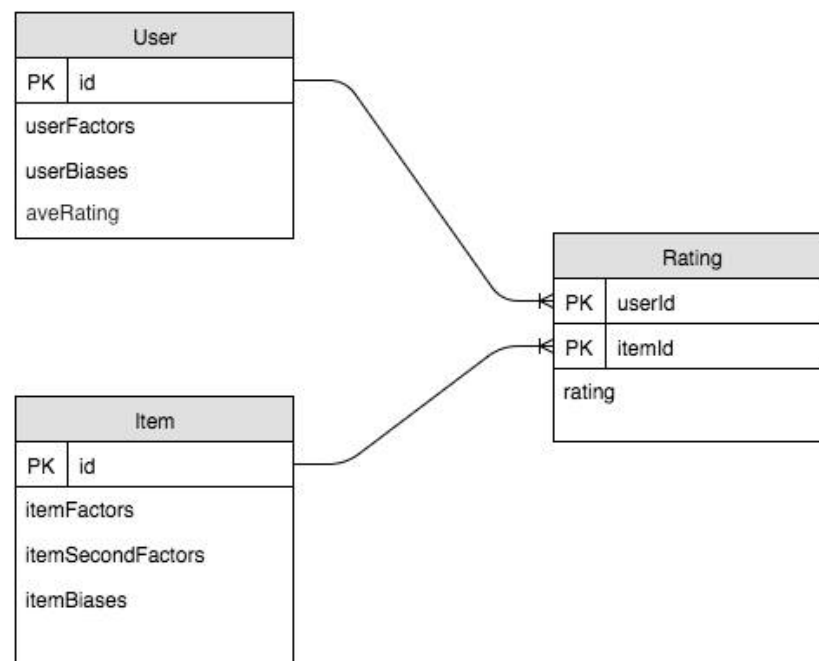 User
PK id
userFactors
userBiases
aveRating
Rating
PK userId
PK itemId
rating
Item
PK id
itemFactors
itemSecondFactors
itemBiases